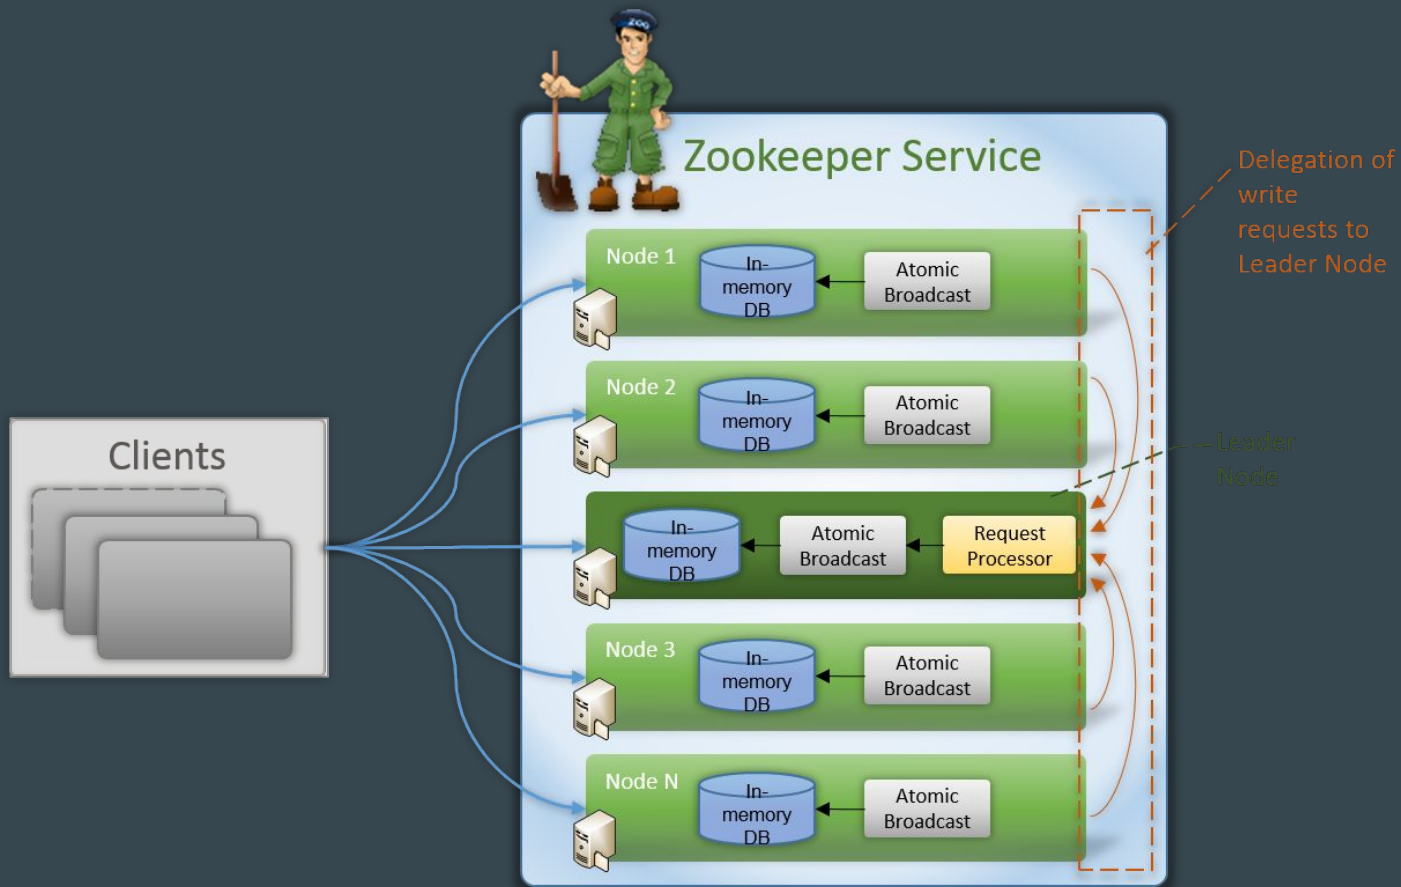 ZOO
Zookeeper Service
Delegation of
write
requests to
Leader Node
Node 1
In-
memory
DB
Atomic
Broadcast
Node 2
In-
memory
DB
Atomic
Broadcast
Clients
Leader
Node
In-
memory
DB
Atomic
Broadcast
Request
Processor
Node 3
In-
memory
DB
Atomic
Broadcast
Node N
In-
memory
DB
Atomic
Broadcast